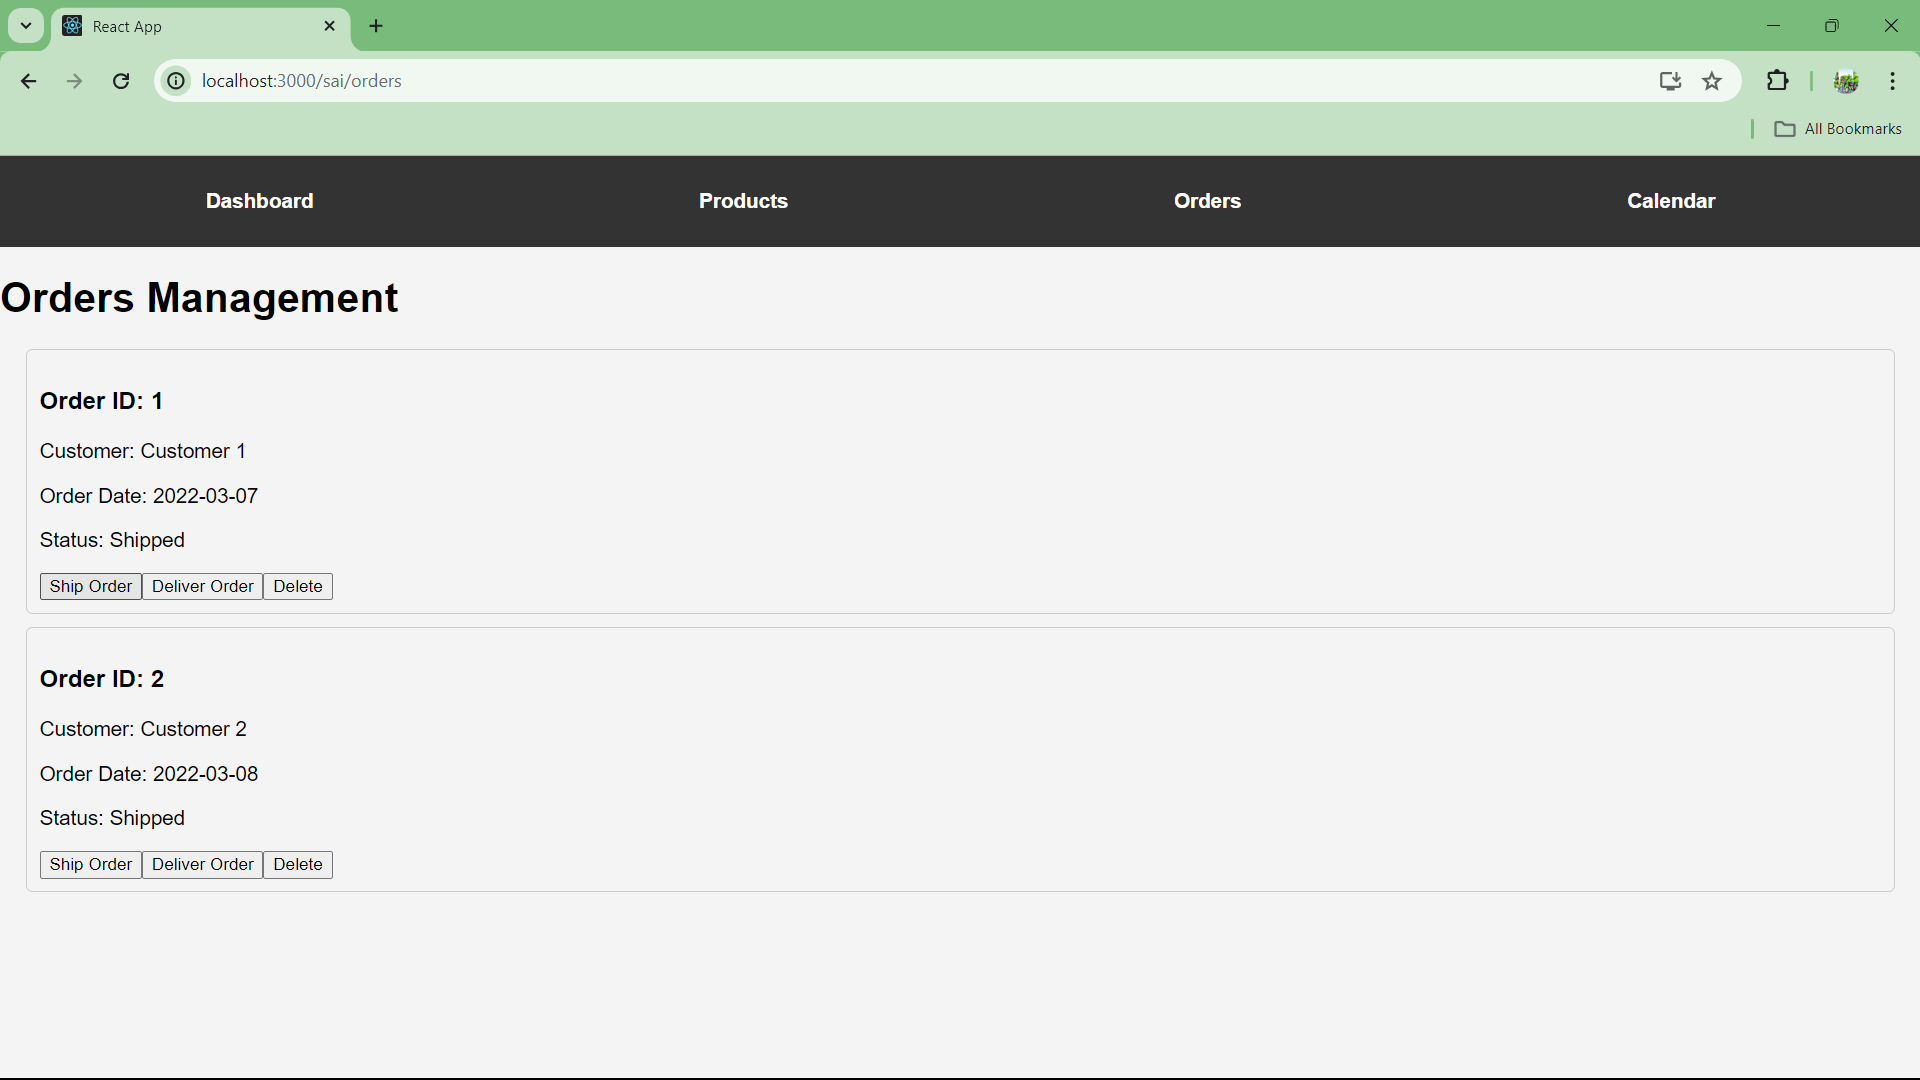 React App
localhost:3000/sai/orders
All Bookmarks
Dashboard Products Orders Calendar
Orders Management
Order ID: 1
Customer: Customer 1
Order Date: 2022-03-07
Status: Shipped
Ship Order Deliver Order Delete
Order ID: 2
Customer: Customer 2
Order Date: 2022-03-08
Status: Shipped
Ship Order Deliver Order Delete